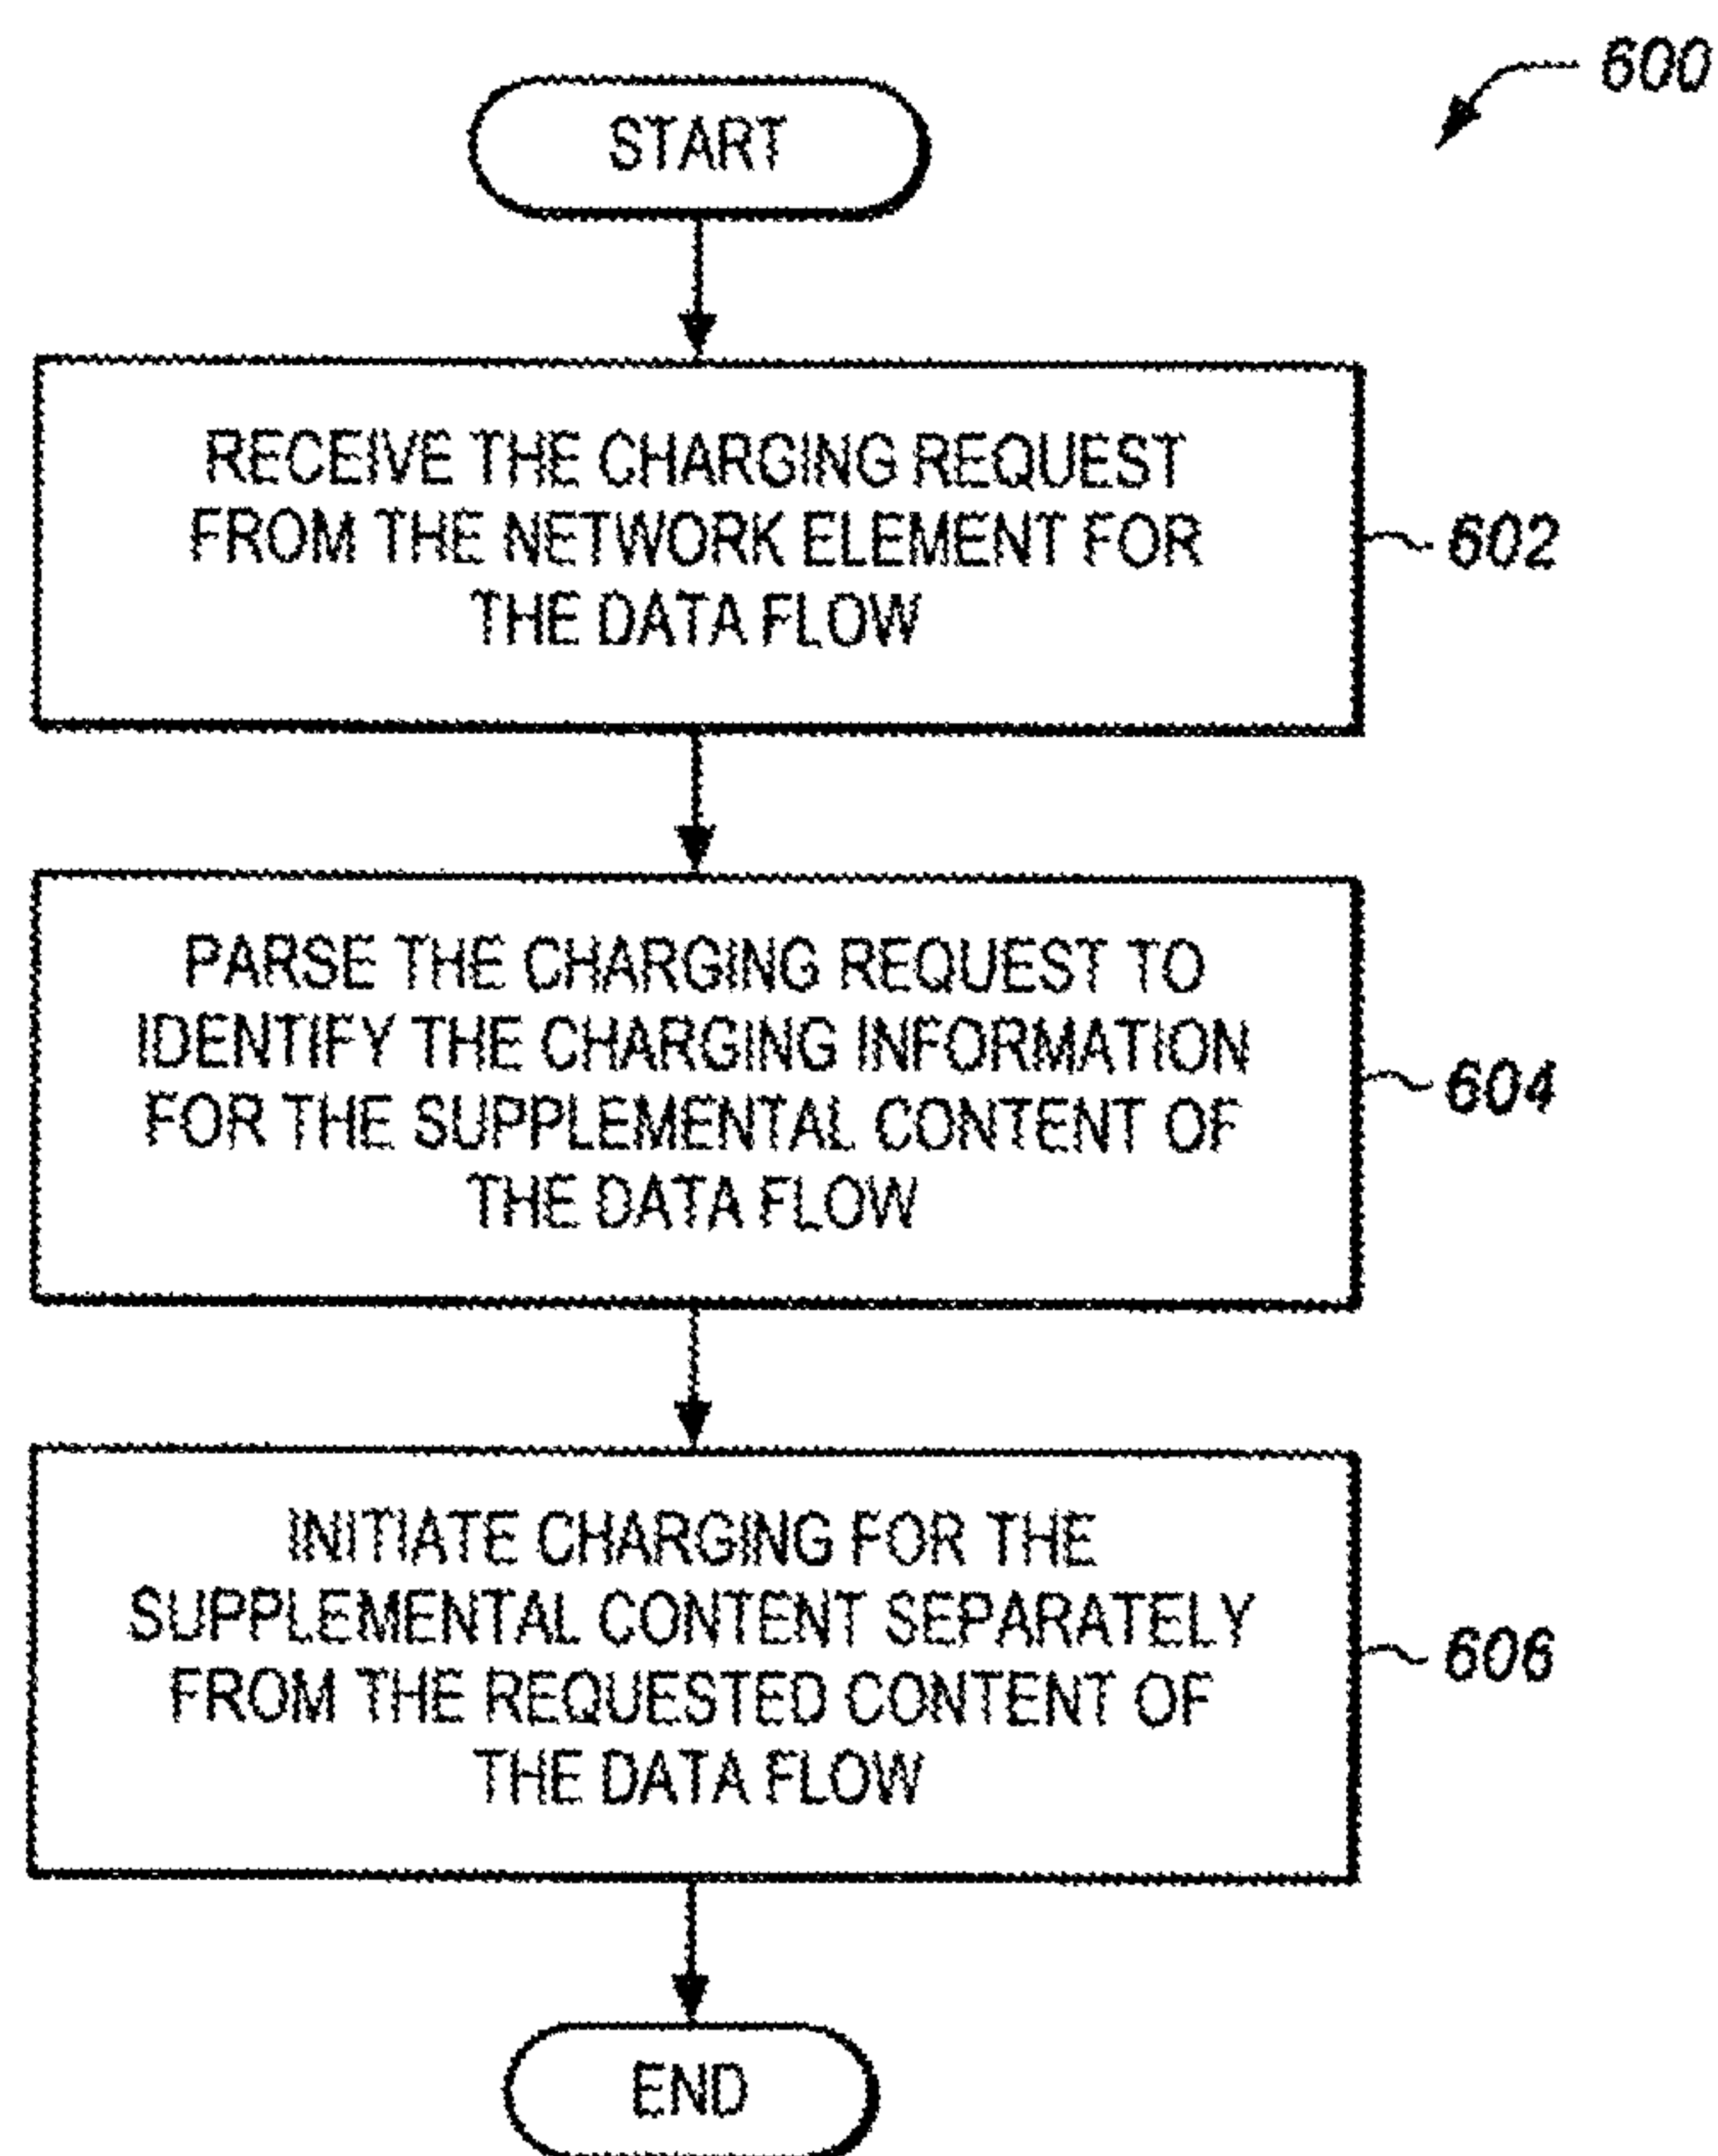 600
START
RECEIVE THE CHARGING REQUEST
FROM THE NETWORK ELEMENT FOR
THE DATA FLOW
602
PARSE THE CHARGING REQUEST TO
IDENTIFY THE CHARGING INFORMATION
FOR THE SUPPLEMENTAL CONTENT OF
THE DATA FLOW
604
INITIATE CHARGING FOR THE
SUPPLEMENTAL CONTENT SEPARATELY
FROM THE REQUESTED CONTENT OF
THE DATA FLOW
606
END